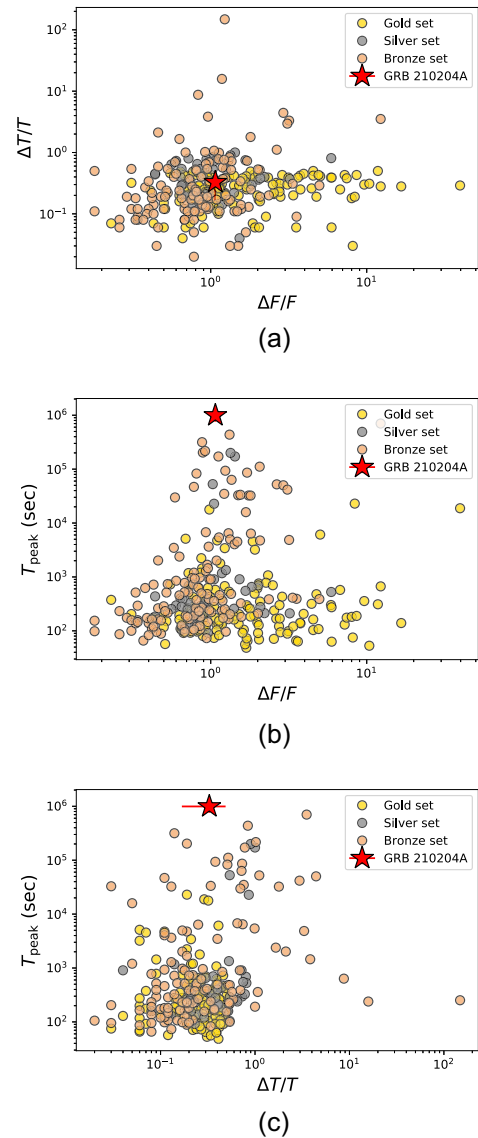 10²
10¹
10⁰
10⁻¹
ΔT/T
10⁰
10¹
ΔF/F
Gold set
Silver set
Bronze set
GRB 210204A
(a)
10⁶
10⁵
10⁴
10³
10²
T_peak (sec)
10⁰
10¹
ΔF/F
Gold set
Silver set
Bronze set
GRB 210204A
(b)
10⁶
10⁵
10⁴
10³
10²
T_peak (sec)
10⁻¹
10⁰
10¹
10²
ΔT/T
Gold set
Silver set
Bronze set
GRB 210204A
(c)